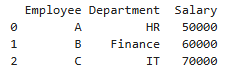 Employee Department Salary
0 A HR 50000
1 B Finance 60000
2 C IT 70000